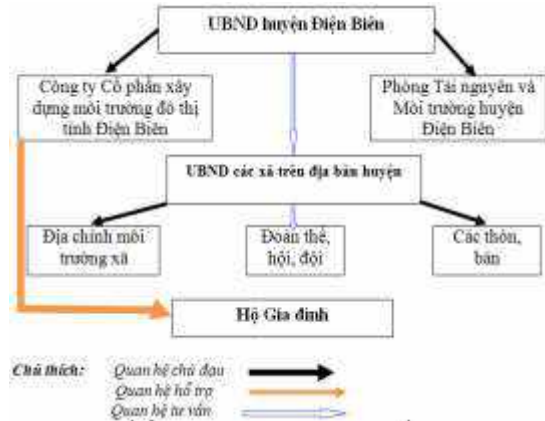 UBND huyện Điện Biên
Công ty Cổ phần xây
dựng môi trường đô thị
tỉnh Điện Biên
Phòng Tài nguyên và
Môi trường huyện
Điện Biên
UBND các xã trên địa bàn huyện
Địa chính môi
trường xã
Đoàn thể,
hội, đội
Các thôn,
bản
Hộ Gia đình
Chú thích:
Quan hệ chủ đạo
Quan hệ hỗ trợ
Quan hệ tư vấn